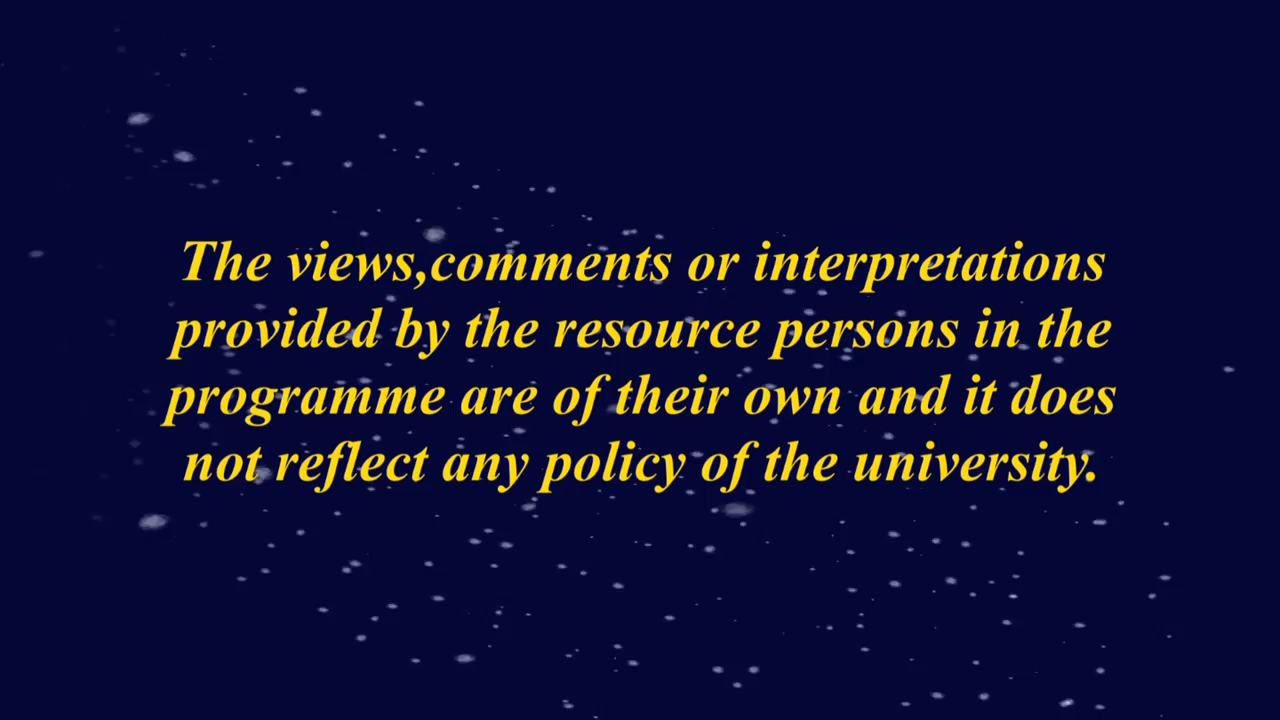 The views,comments or interpretations
provided by the resource persons in the
programme are of their own and it does
not reflect any policy of the university.